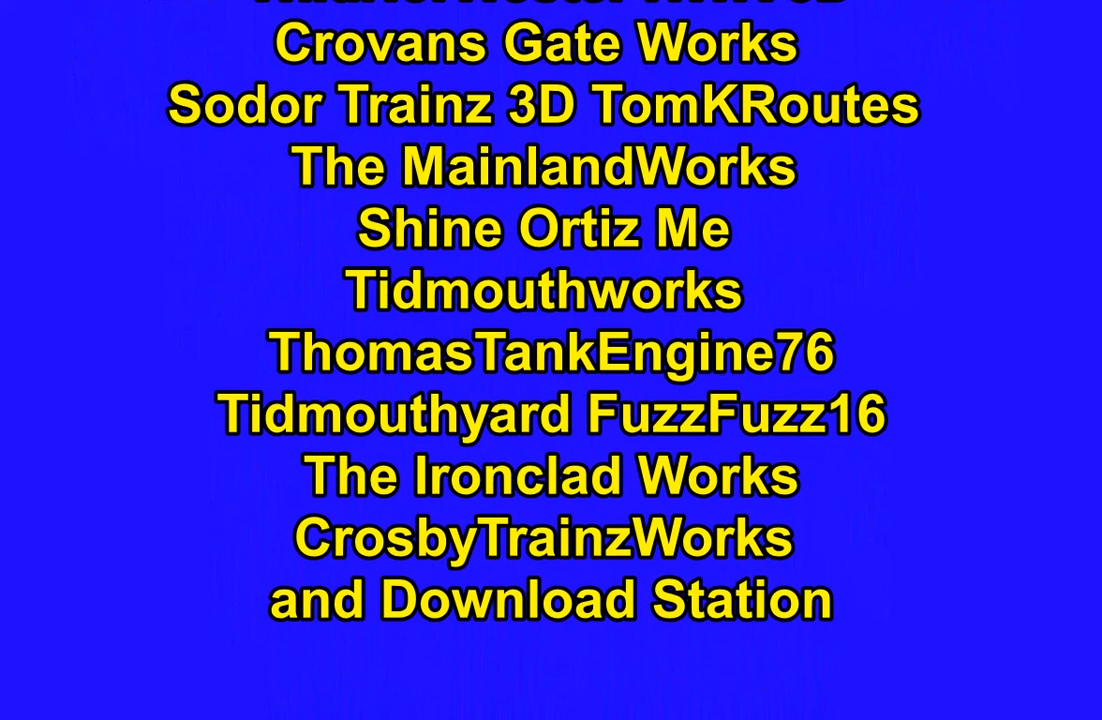 Crovans Gate Works
Sodor Trainz 3D TomKRoutes
The MainlandWorks
Shine Ortiz Me
Tidmouthworks
ThomasTankEngine76
Tidmouthyard FuzzFuzz16
The Ironclad Works
CrosbyTrainzWorks
and Download Station